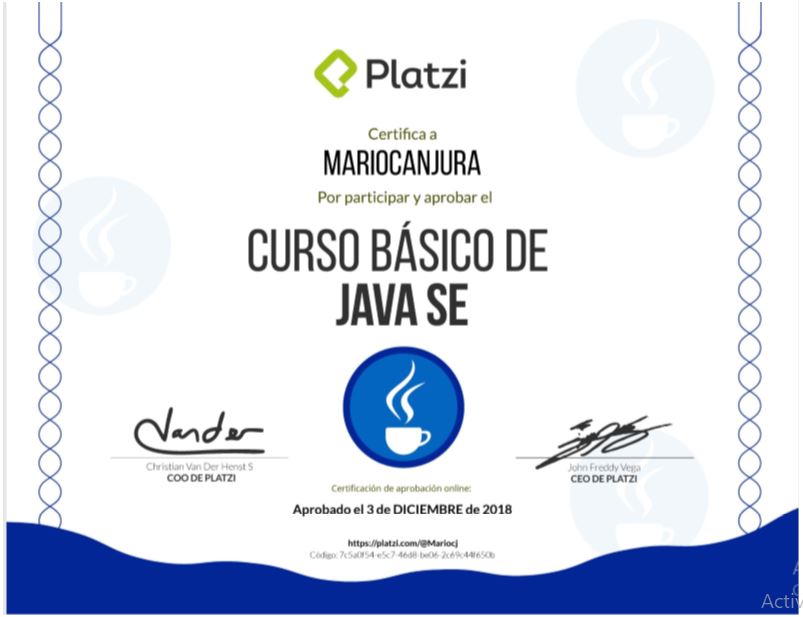 Platzi
Certifica a
MARIOCANJURA
Por participar y aprobar el
CURSO BÁSICO DE
JAVA SE
Christian Van Der Henst S
COO DE PLATZI
John Freddy Vega
CEO DE PLATZI
Certificación de aprobación online:
Aprobado el 3 de DICIEMBRE de 2018
https://platzi.com/@Mariocj
Código: 7c5a0f54-e5c7-46d8-be06-2c69c44f650b
Activ